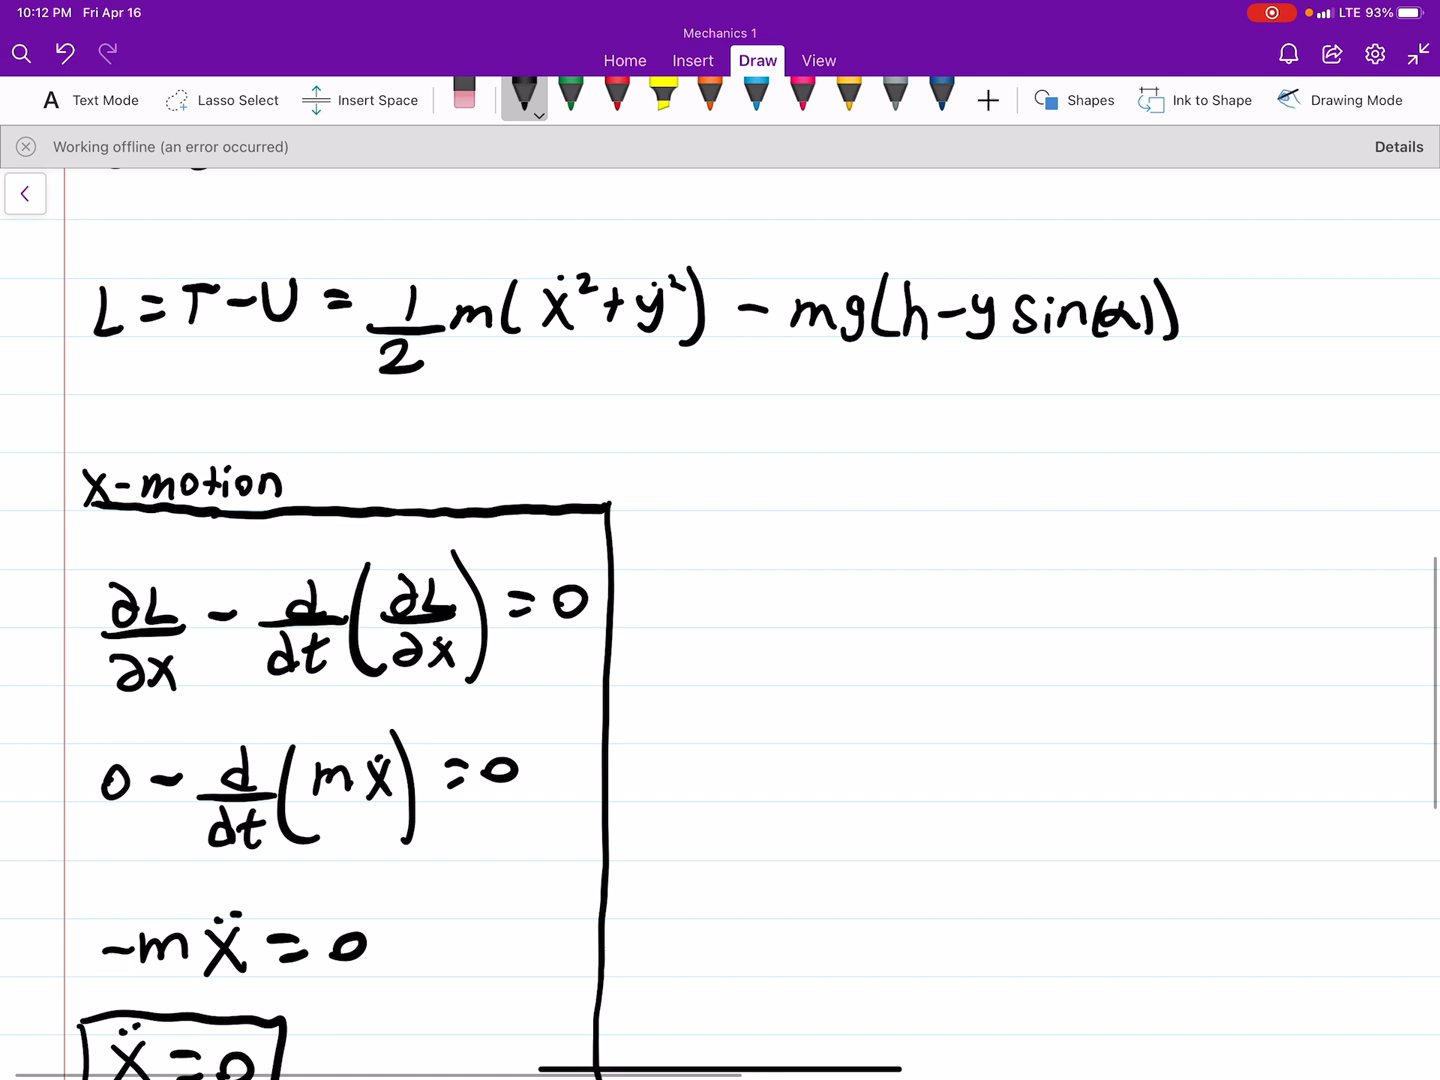 10:12 PM Fri Apr 16 LTE 93%
Mechanics 1
Home Insert Draw View
Text Mode Lasso Select Insert Space Shapes Ink to Shape Drawing Mode
Working offline (an error occurred) Details
L = T - U = 1/2 m(ẋ² + ẏ²) - mg(h - y sin(α))
x-motion
∂L/∂x - d/dt (∂L/∂ẋ) = 0
0 - d/dt (mẋ) = 0
-mẍ = 0
ẍ = 0